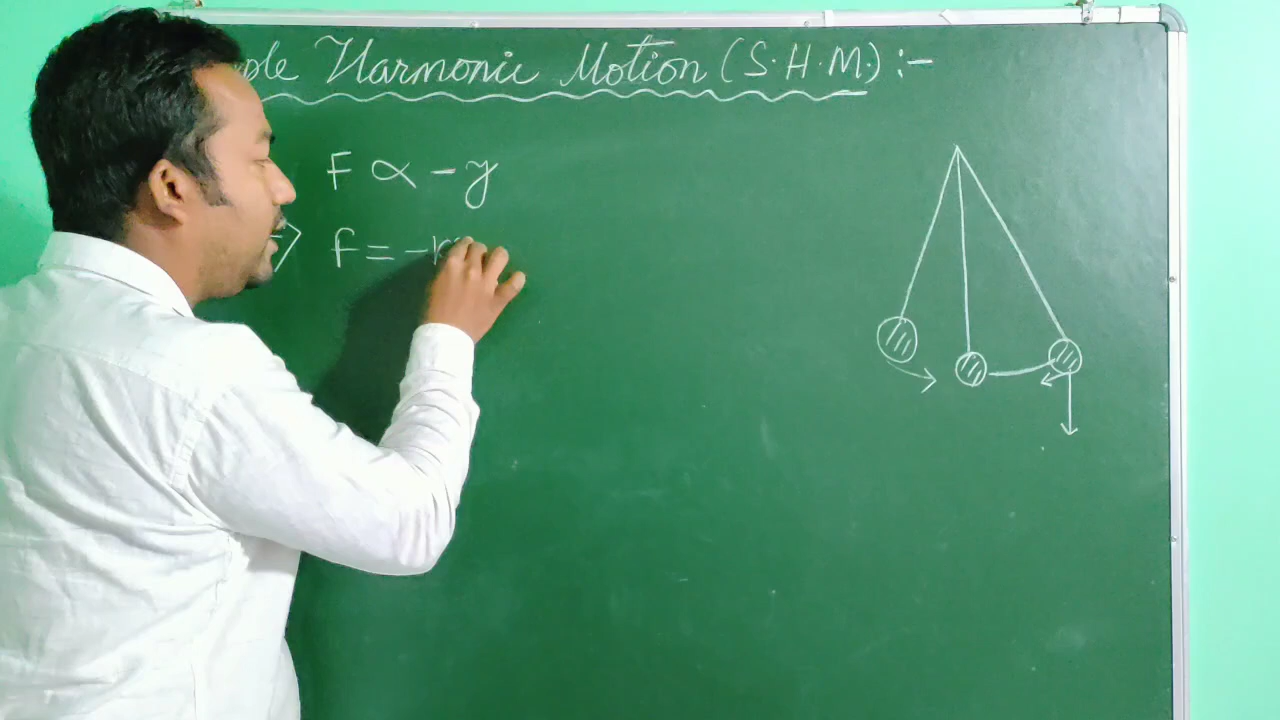 ple Harmonic Motion (S.H.M.) :-
F ∝ - y
⇒ f = -k